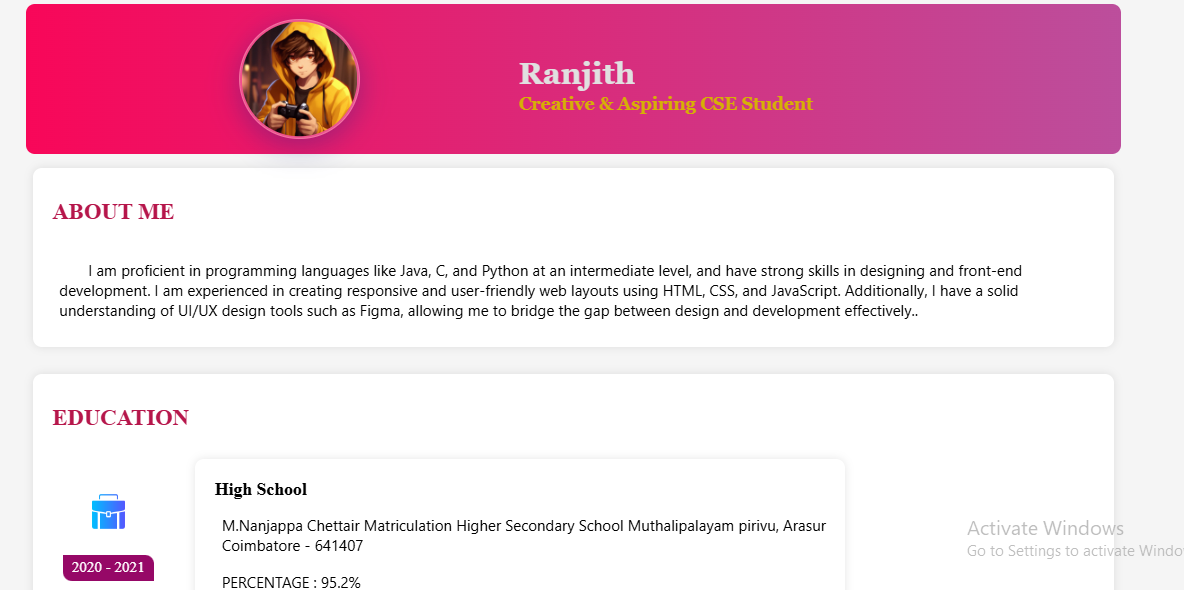 Ranjith
Creative & Aspiring CSE Student
ABOUT ME
I am proficient in programming languages like Java, C, and Python at an intermediate level, and have strong skills in designing and front-end
development. I am experienced in creating responsive and user-friendly web layouts using HTML, CSS, and JavaScript. Additionally, I have a solid
understanding of UI/UX design tools such as Figma, allowing me to bridge the gap between design and development effectively..
EDUCATION
High School
M.Nanjappa Chettair Matriculation Higher Secondary School Muthalipalayam pirivu, Arasur
Coimbatore - 641407
2020 - 2021
PERCENTAGE : 95.2%
Activate Windows
Go to Settings to activate Windo